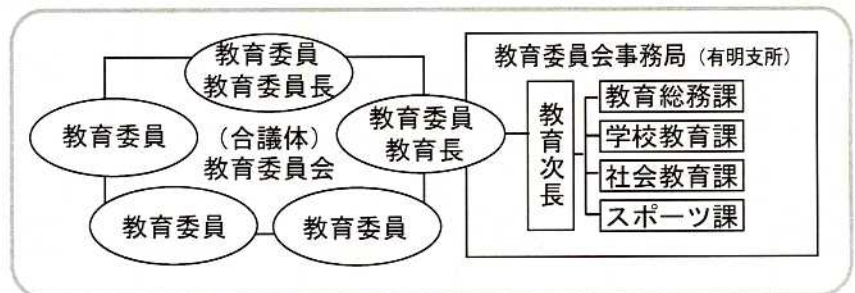 教育委員
教育委員長
教育委員
（合議体）
教育委員会
教育委員
教育長
教育委員
教育委員
教育委員会事務局（有明支所）
教育次長
教育総務課
学校教育課
社会教育課
スポーツ課